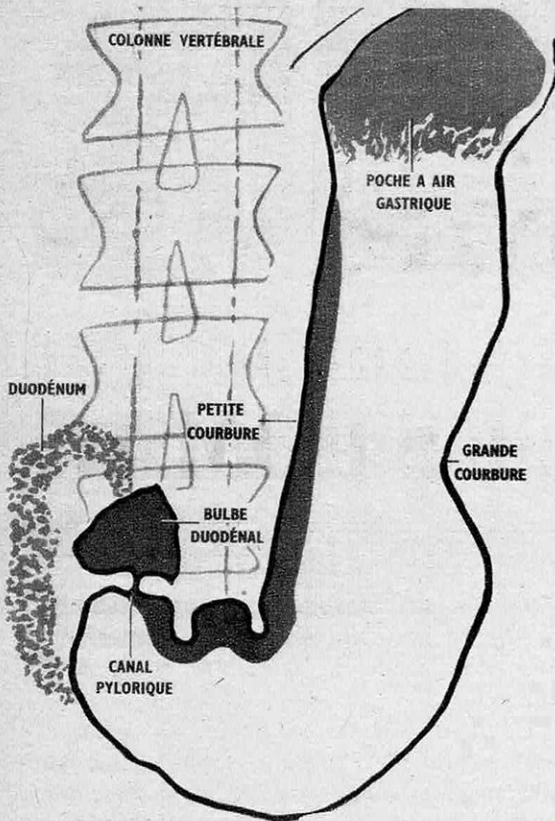 COLONNE VERTÉBRALE
POCHE A AIR
GASTRIQUE
DUODÉNUM
PETITE
COURBURE
GRANDE
COURBURE
BULBE
DUODÉNAL
CANAL
PYLORIQUE